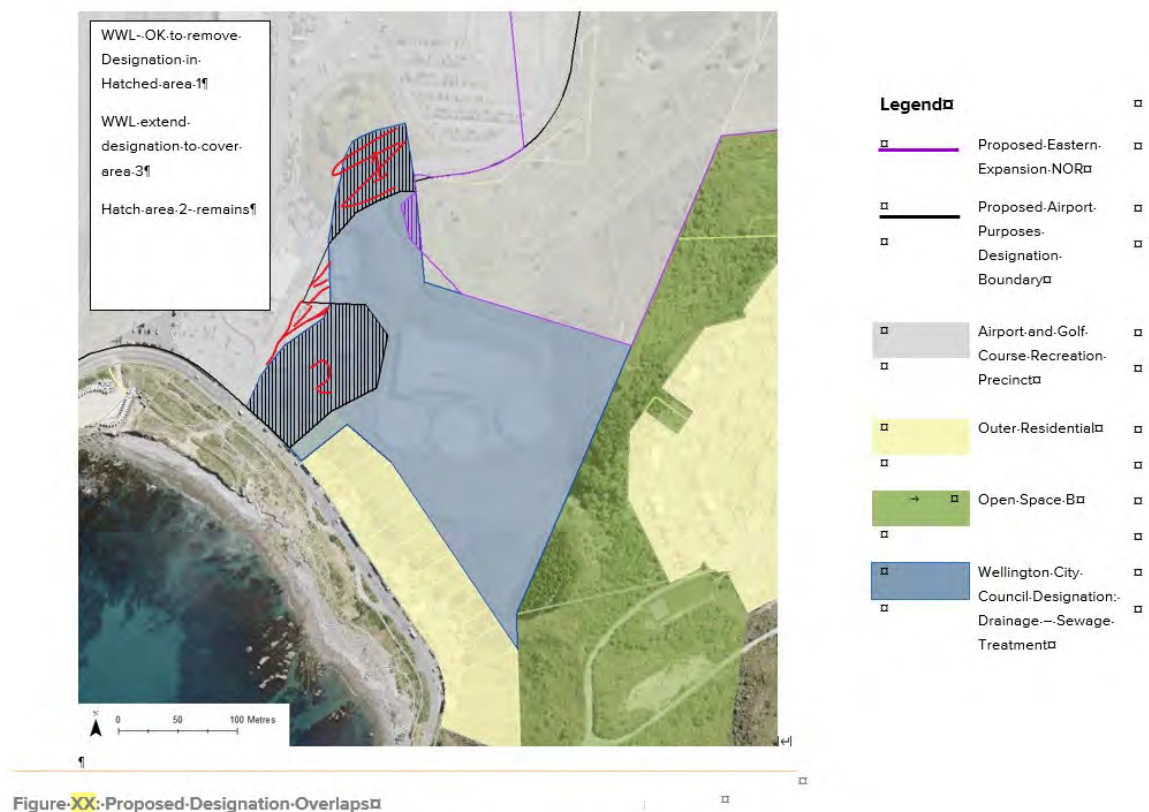 WWL-·OK·to·remove·
Designation·in·
Hatched·area·1¶
WWL·extend·
designation·to·cover·
area·3¶
Hatch·area·2·-·remains¶
1
2
N
0 50 100 Metres
¶
Legend¤
Proposed·Eastern·
Expansion·NOR¤
Proposed·Airport·
Purposes·
Designation·
Boundary¤
Airport·and·Golf·
Course·Recreation·
Precinct¤
Outer·Residential¤
Open·Space·B¤
Wellington·City·
Council·Designation:·
Drainage·–·Sewage·
Treatment¤
Figure·XX:·Proposed·Designation·Overlaps¤